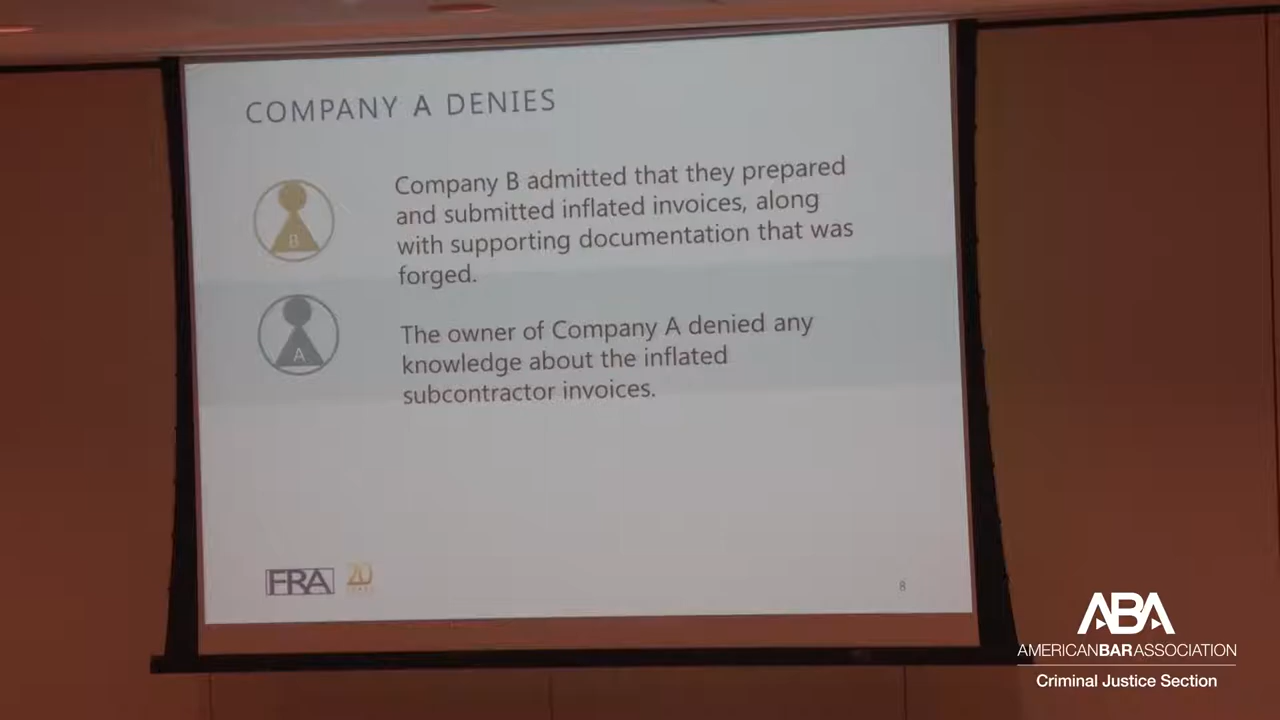 COMPANY A DENIES
B
Company B admitted that they prepared
and submitted inflated invoices, along
with supporting documentation that was
forged.
A
The owner of Company A denied any
knowledge about the inflated
subcontractor invoices.
FRA 20
8
ABA
AMERICANBARASSOCIATION
Criminal Justice Section